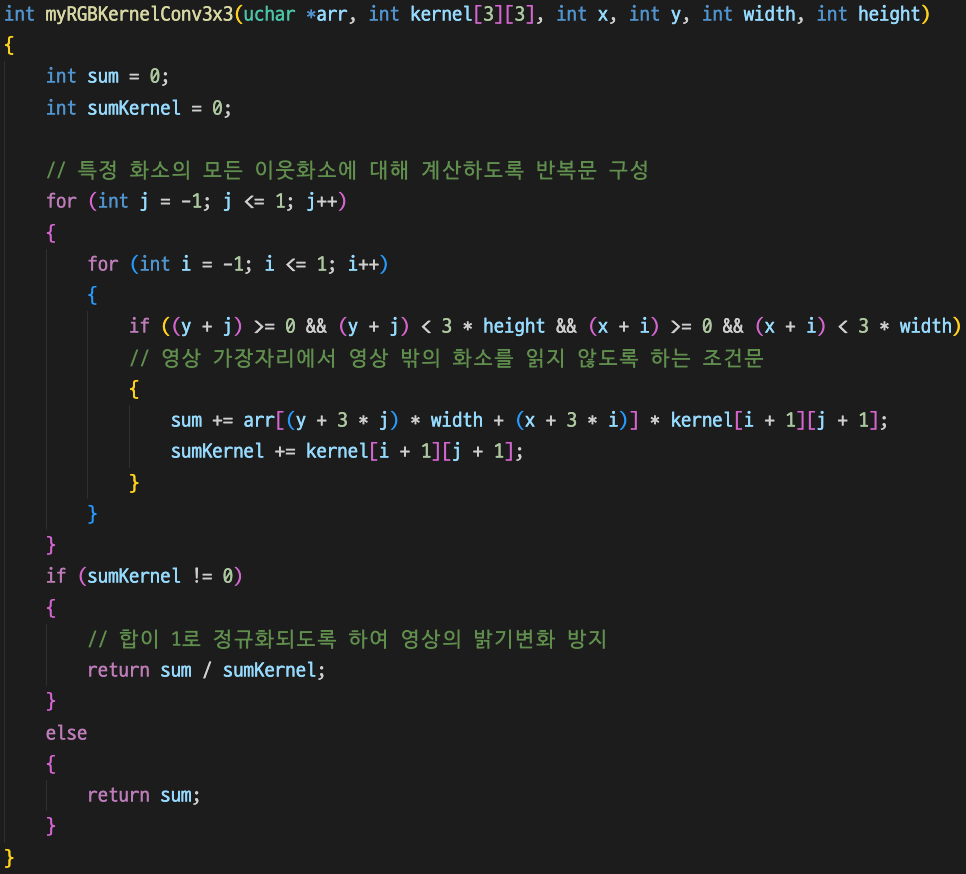 int myRGBKernelConv3x3(uchar *arr, int kernel[3][3], int x, int y, int width, int height)
{
    int sum = 0;
    int sumKernel = 0;

    // 특정 화소의 모든 이웃화소에 대해 계산하도록 반복문 구성
    for (int j = -1; j <= 1; j++)
    {
        for (int i = -1; i <= 1; i++)
        {
            if ((y + j) >= 0 && (y + j) < 3 * height && (x + i) >= 0 && (x + i) < 3 * width)
            // 영상 가장자리에서 영상 밖의 화소를 읽지 않도록 하는 조건문
            {
                sum += arr[(y + 3 * j) * width + (x + 3 * i)] * kernel[i + 1][j + 1];
                sumKernel += kernel[i + 1][j + 1];
            }
        }
    }
    if (sumKernel != 0)
    {
        // 합이 1로 정규화되도록 하여 영상의 밝기변화 방지
        return sum / sumKernel;
    }
    else
    {
        return sum;
    }
}